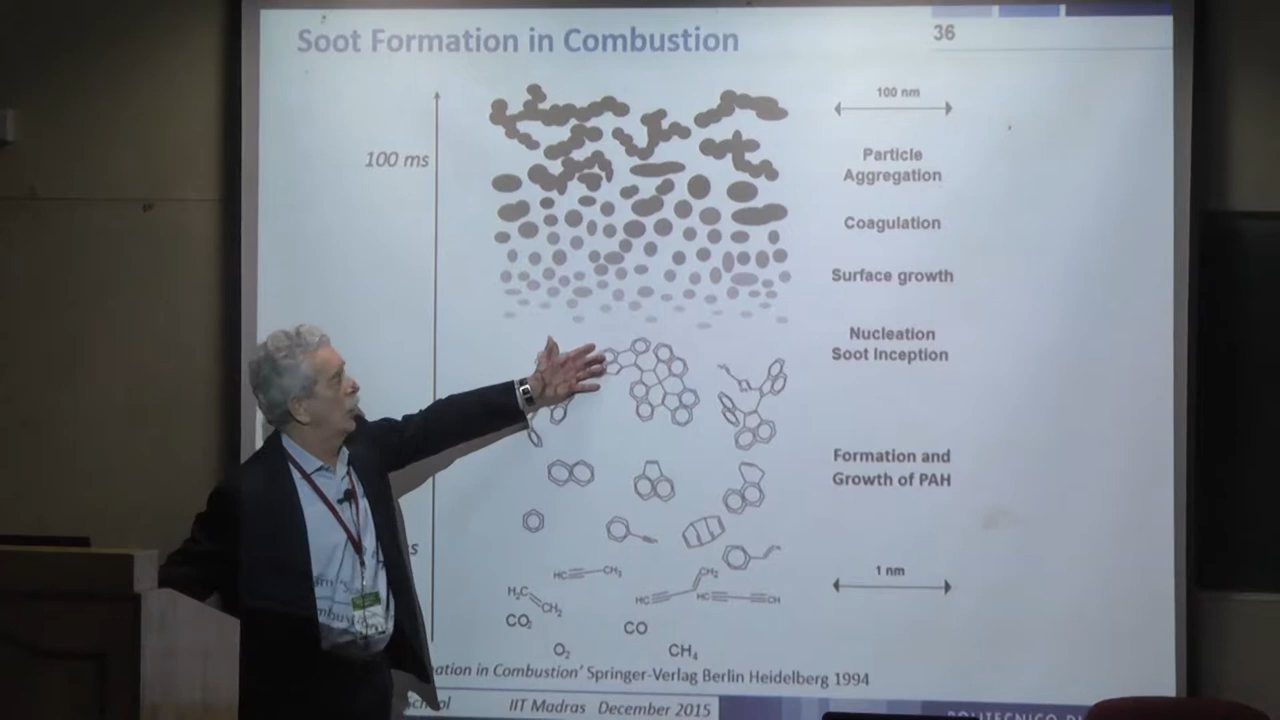 Soot Formation in Combustion
36
100 nm
100 ms
Particle
Aggregation
Coagulation
Surface growth
Nucleation
Soot Inception
Formation and
Growth of PAH
1 nm
HC CH3
H2C CH2
CH2
HC
HC CH
CO2
CO
O2
CH4
in Combustion' Springer-Verlag Berlin Heidelberg 1994
IIT Madras December 2015
POLITECNICO